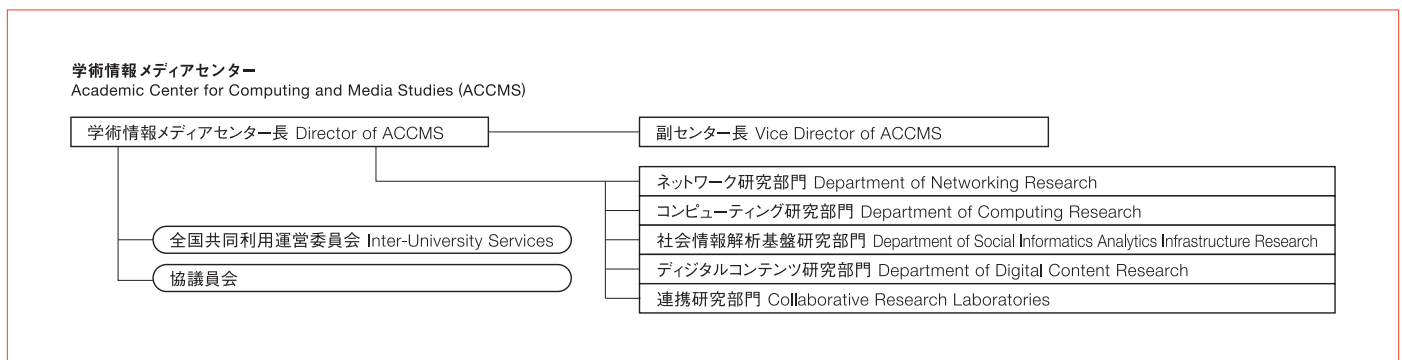 学術情報メディアセンター
Academic Center for Computing and Media Studies (ACCMS)
学術情報メディアセンター長 Director of ACCMS
副センター長 Vice Director of ACCMS
ネットワーク研究部門 Department of Networking Research
コンピューティング研究部門 Department of Computing Research
社会情報解析基盤研究部門 Department of Social Informatics Analytics Infrastructure Research
ディジタルコンテンツ研究部門 Department of Digital Content Research
連携研究部門 Collaborative Research Laboratories
全国共同利用運営委員会 Inter-University Services
協議員会